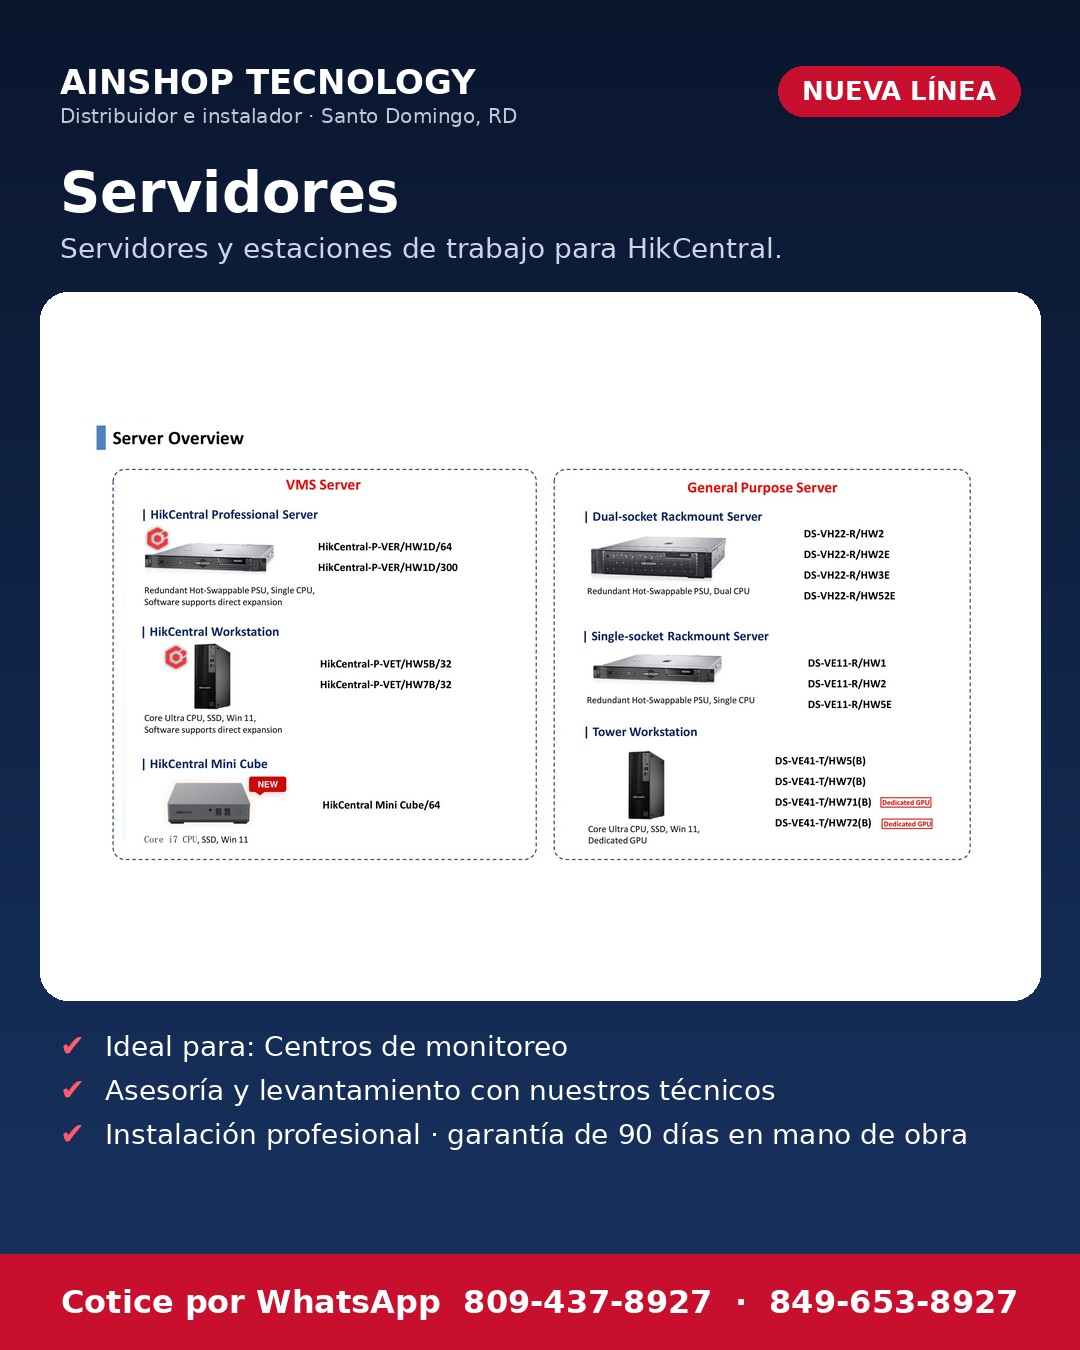 AINSHOP TECNOLOGY
Distribuidor e instalador · Santo Domingo, RD
NUEVA LÍNEA
Servidores
Servidores y estaciones de trabajo para HikCentral.
Server Overview
VMS Server
| HikCentral Professional Server
HikCentral-P-VER/HW1D/64
HikCentral-P-VER/HW1D/300
Redundant Hot-Swappable PSU, Single CPU,
Software supports direct expansion
| HikCentral Workstation
HikCentral-P-VET/HW5B/32
HikCentral-P-VET/HW7B/32
Core Ultra CPU, SSD, Win 11,
Software supports direct expansion
| HikCentral Mini Cube
NEW
HikCentral Mini Cube/64
Core i7 CPU, SSD, Win 11
General Purpose Server
| Dual-socket Rackmount Server
DS-VH22-R/HW2
DS-VH22-R/HW2E
DS-VH22-R/HW3E
DS-VH22-R/HW52E
Redundant Hot-Swappable PSU, Dual CPU
| Single-socket Rackmount Server
DS-VE11-R/HW1
DS-VE11-R/HW2
DS-VE11-R/HW5E
Redundant Hot-Swappable PSU, Single CPU
| Tower Workstation
DS-VE41-T/HW5(B)
DS-VE41-T/HW7(B)
DS-VE41-T/HW71(B) Dedicated GPU
DS-VE41-T/HW72(B) Dedicated GPU
Core Ultra CPU, SSD, Win 11,
Dedicated GPU
✔ Ideal para: Centros de monitoreo
✔ Asesoría y levantamiento con nuestros técnicos
✔ Instalación profesional · garantía de 90 días en mano de obra
Cotice por WhatsApp 809-437-8927 · 849-653-8927